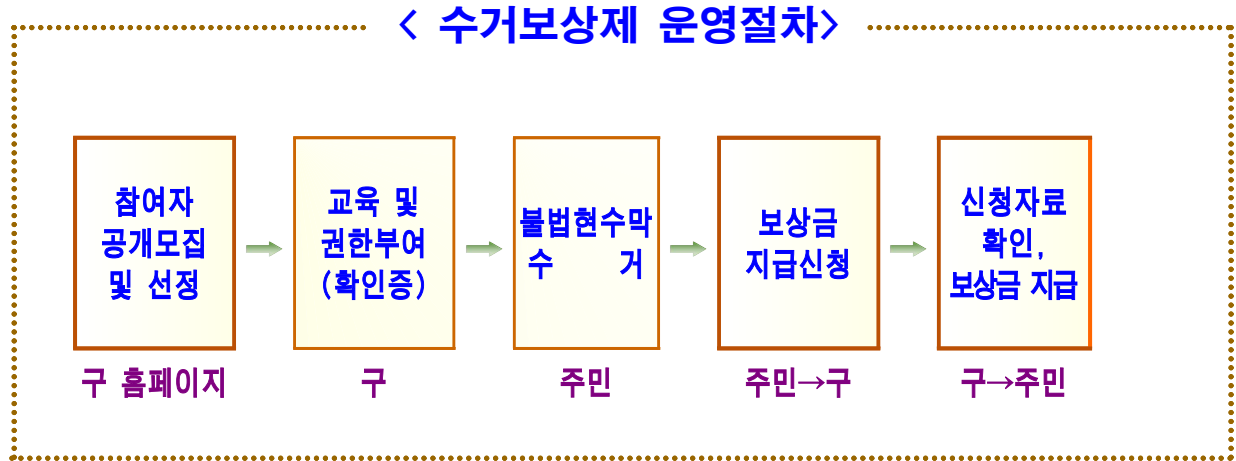 < 수거보상제 운영절차>
참여자
공개모집
및 선정
구 홈페이지
교육 및
권한부여
(확인증)
구
불법현수막
수 거
주민
보상금
지급신청
주민→구
신청자료
확인,
보상금 지급
구→주민